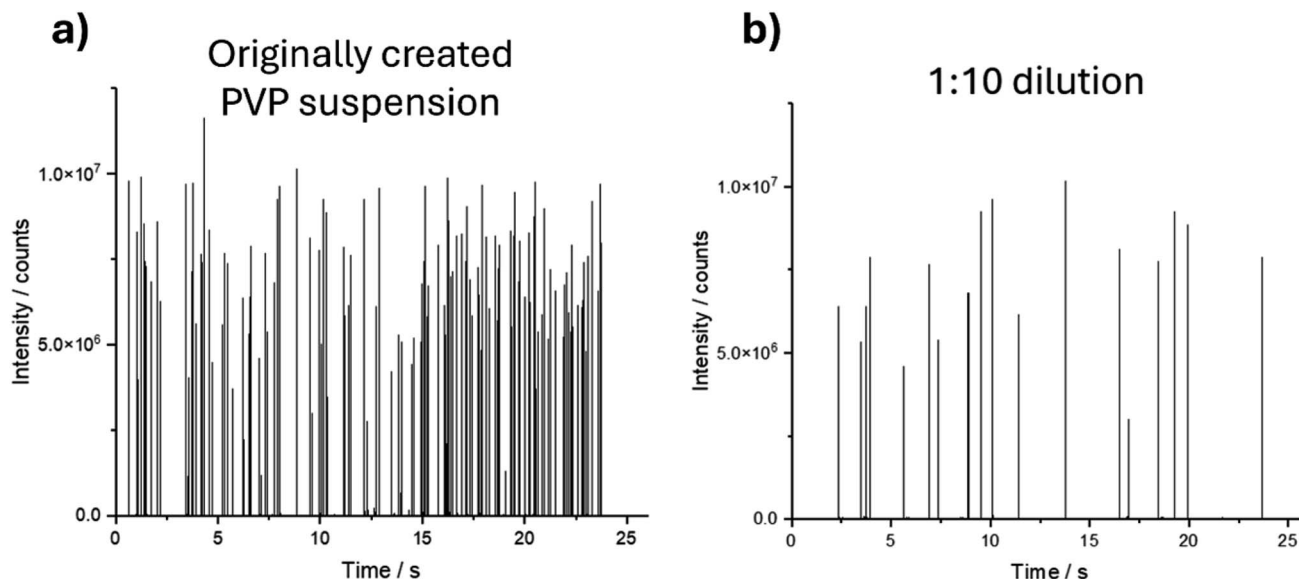 a)
Originally created
PVP suspension
1.0×10⁷
5.0×10⁶
0.0
Intensity / counts
0
5
10
15
20
25
Time / s
b)
1:10 dilution
1.0×10⁷
5.0×10⁶
0.0
Intensity / counts
0
5
10
15
20
25
Time / s